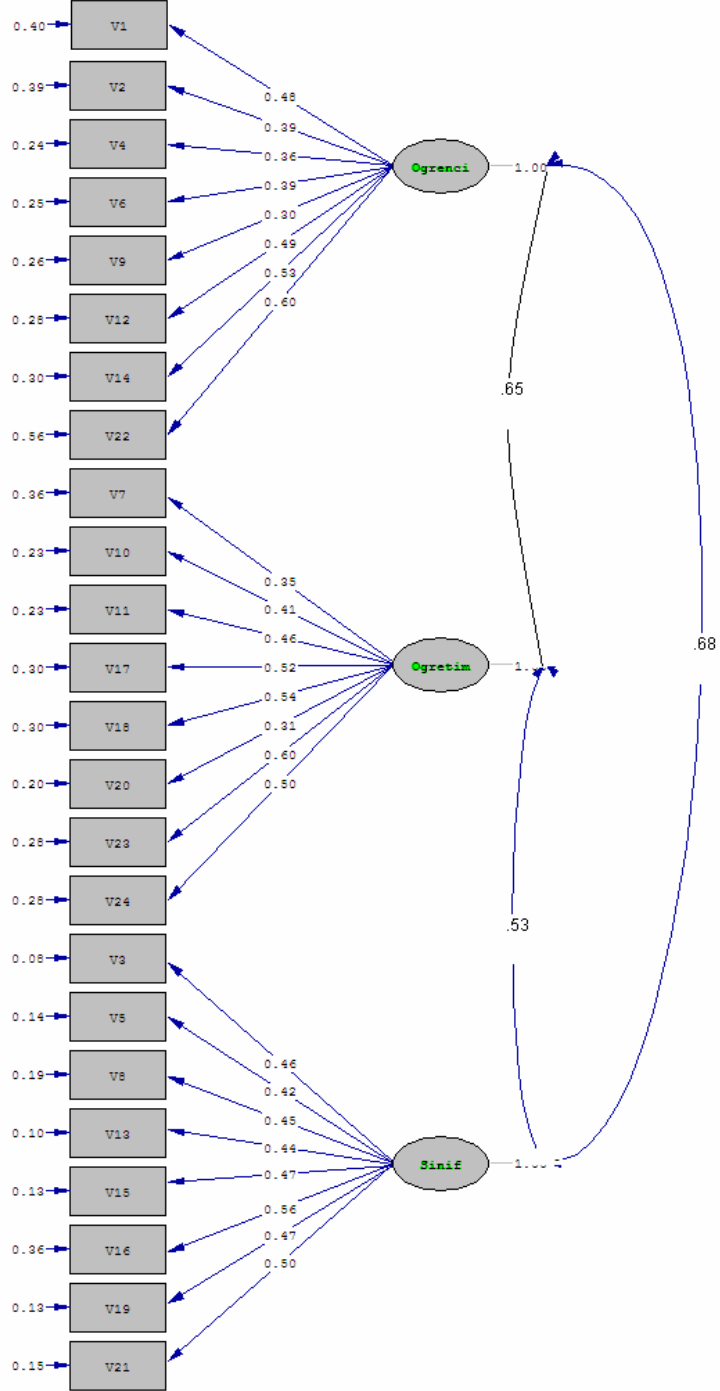 0.40 V1
0.39 V2
0.24 V4
0.25 V6
0.26 V9
0.28 V12
0.30 V14
0.56 V22
0.36 V7
0.23 V10
0.23 V11
0.30 V17
0.30 V18
0.20 V20
0.28 V23
0.28 V24
0.08 V3
0.14 V5
0.19 V8
0.10 V13
0.13 V15
0.36 V16
0.13 V19
0.15 V21
0.48
0.39
0.36
0.39
0.30
0.49
0.53
0.60
Ogrenci 1.00
0.35
0.41
0.46
0.52
0.54
0.31
0.60
0.50
Ogretim
0.46
0.42
0.45
0.44
0.47
0.56
0.47
0.50
Sinif
.65
.68
.53